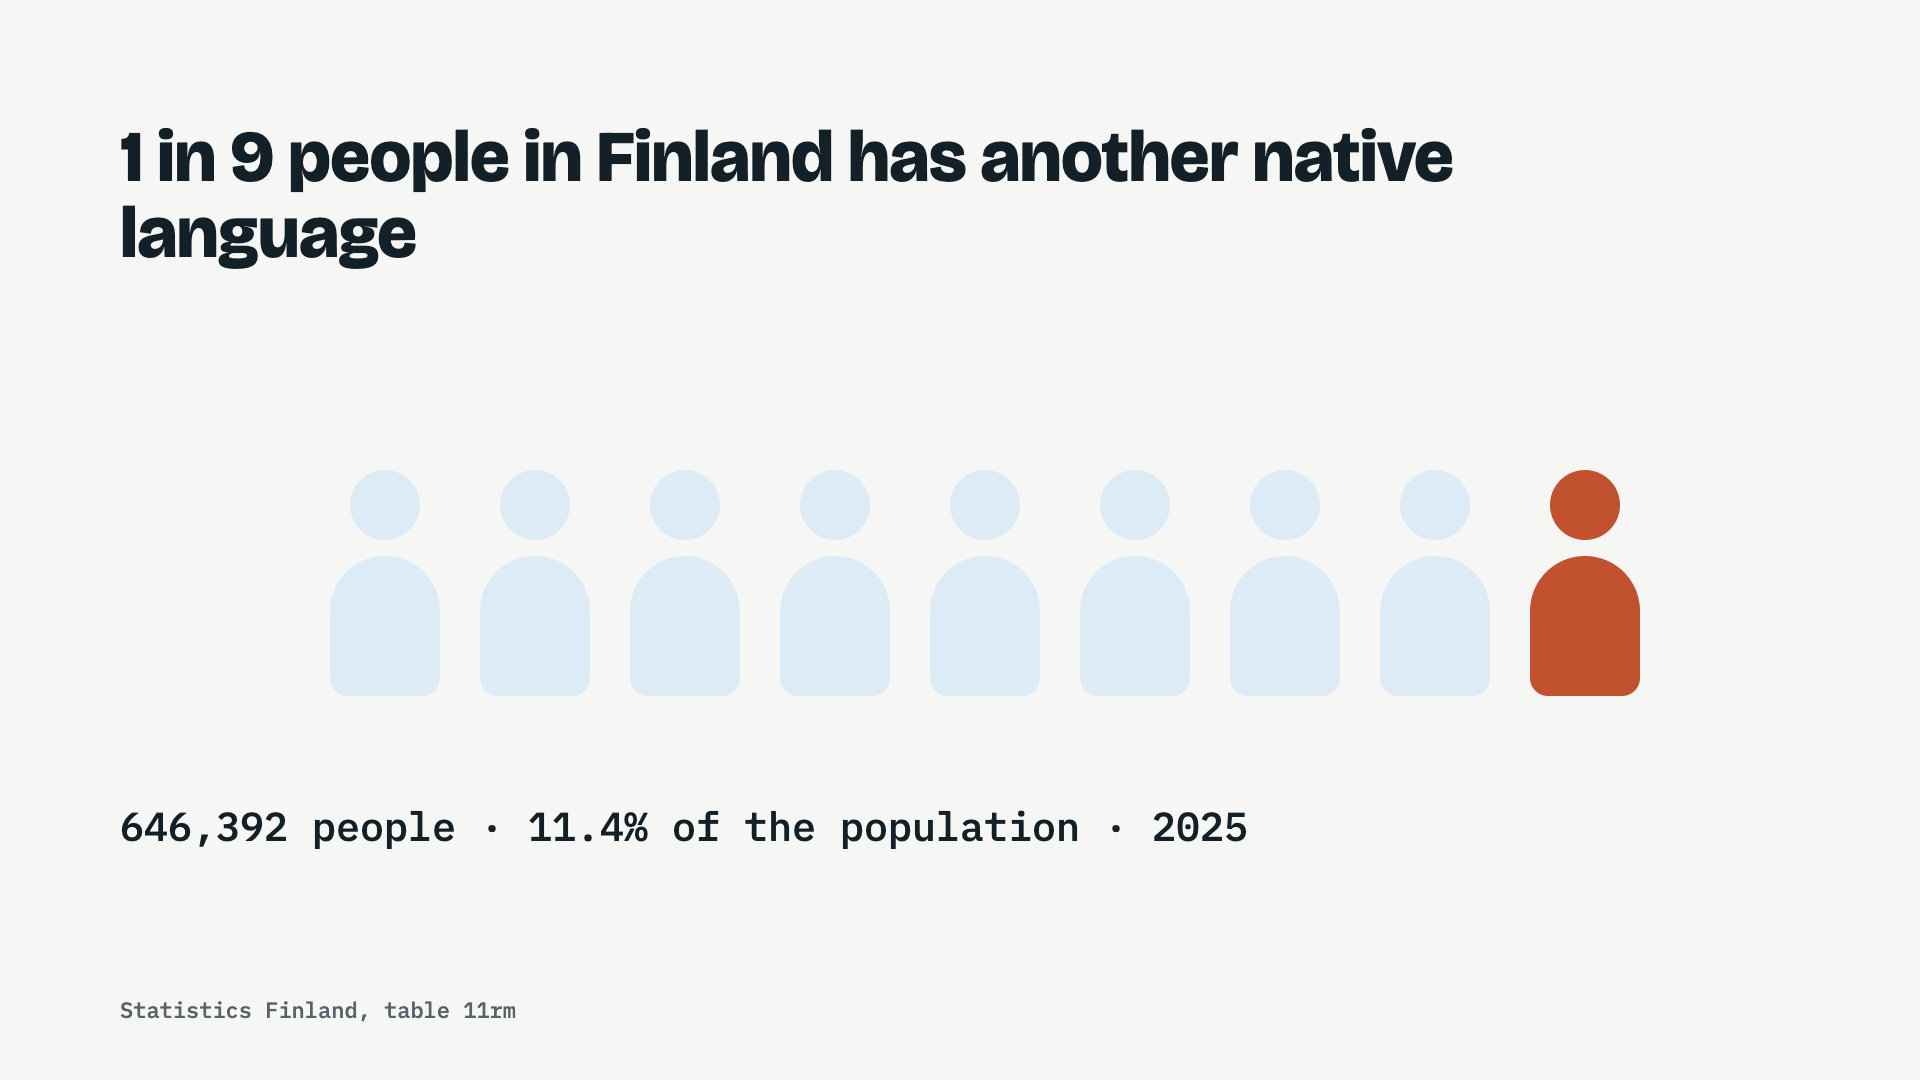 1 in 9 people in Finland has another native
language
646,392 people · 11.4% of the population · 2025
Statistics Finland, table 11rm